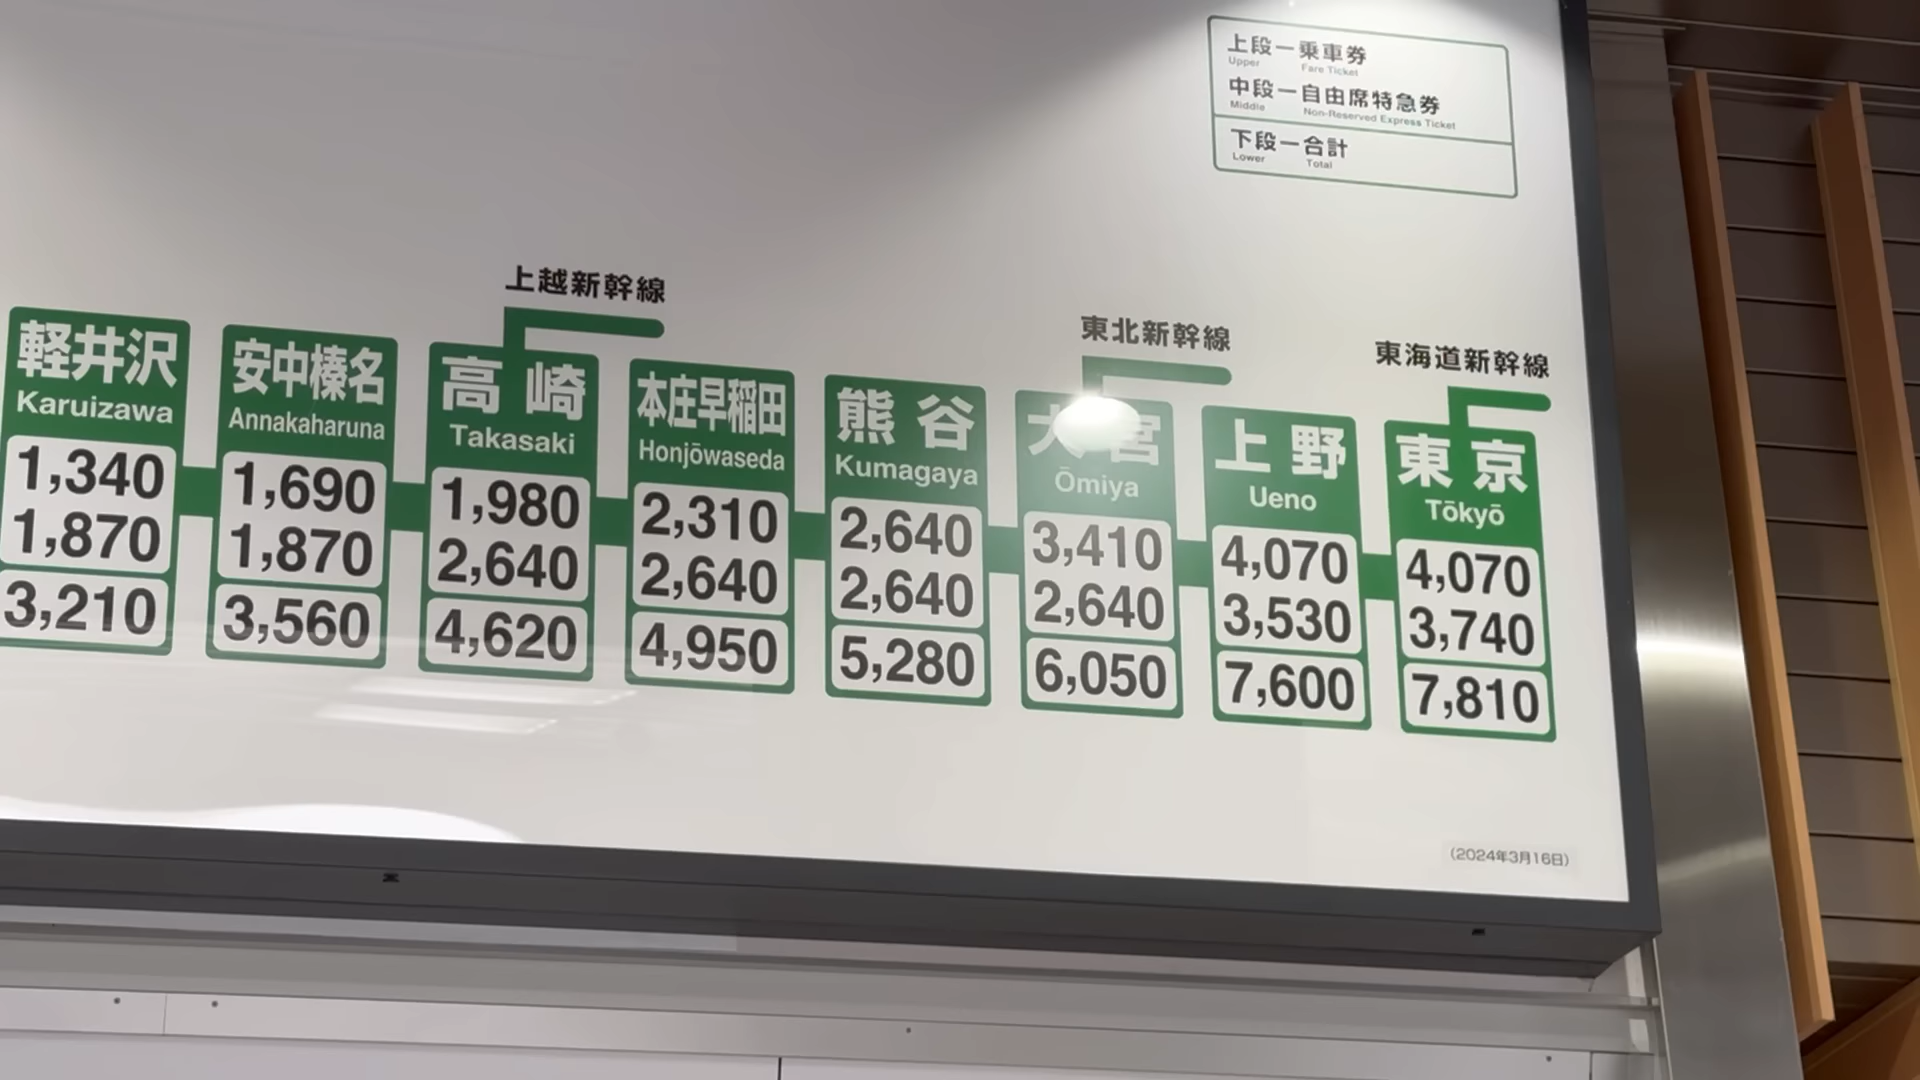 上段ー乗車券
Upper Fare Ticket
中段ー自由席特急券
Middle Non-Reserved Express Ticket
下段ー合計
Lower Total
上越新幹線
東北新幹線
東海道新幹線
軽井沢
Karuizawa
1,340
1,870
3,210
安中榛名
Annakaharuna
1,690
1,870
3,560
高崎
Takasaki
1,980
2,640
4,620
本庄早稲田
Honjōwaseda
2,310
2,640
4,950
熊谷
Kumagaya
2,640
2,640
5,280
大宮
Ōmiya
3,410
2,640
6,050
上野
Ueno
4,070
3,530
7,600
東京
Tōkyō
4,070
3,740
7,810
(2024年3月16日)